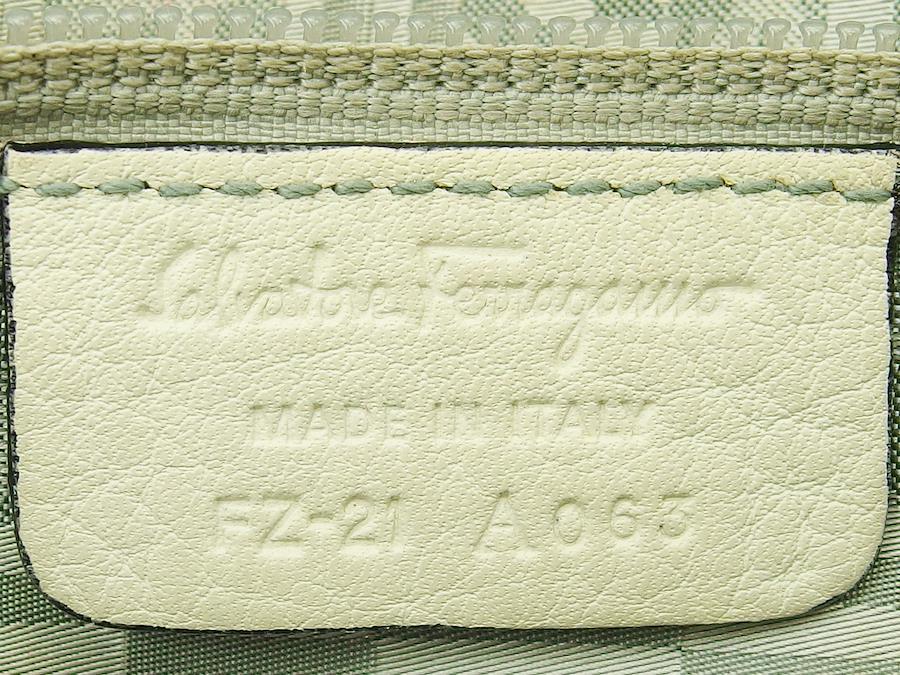 Salvatore Ferragamo
MADE IN ITALY
FZ-21 A063